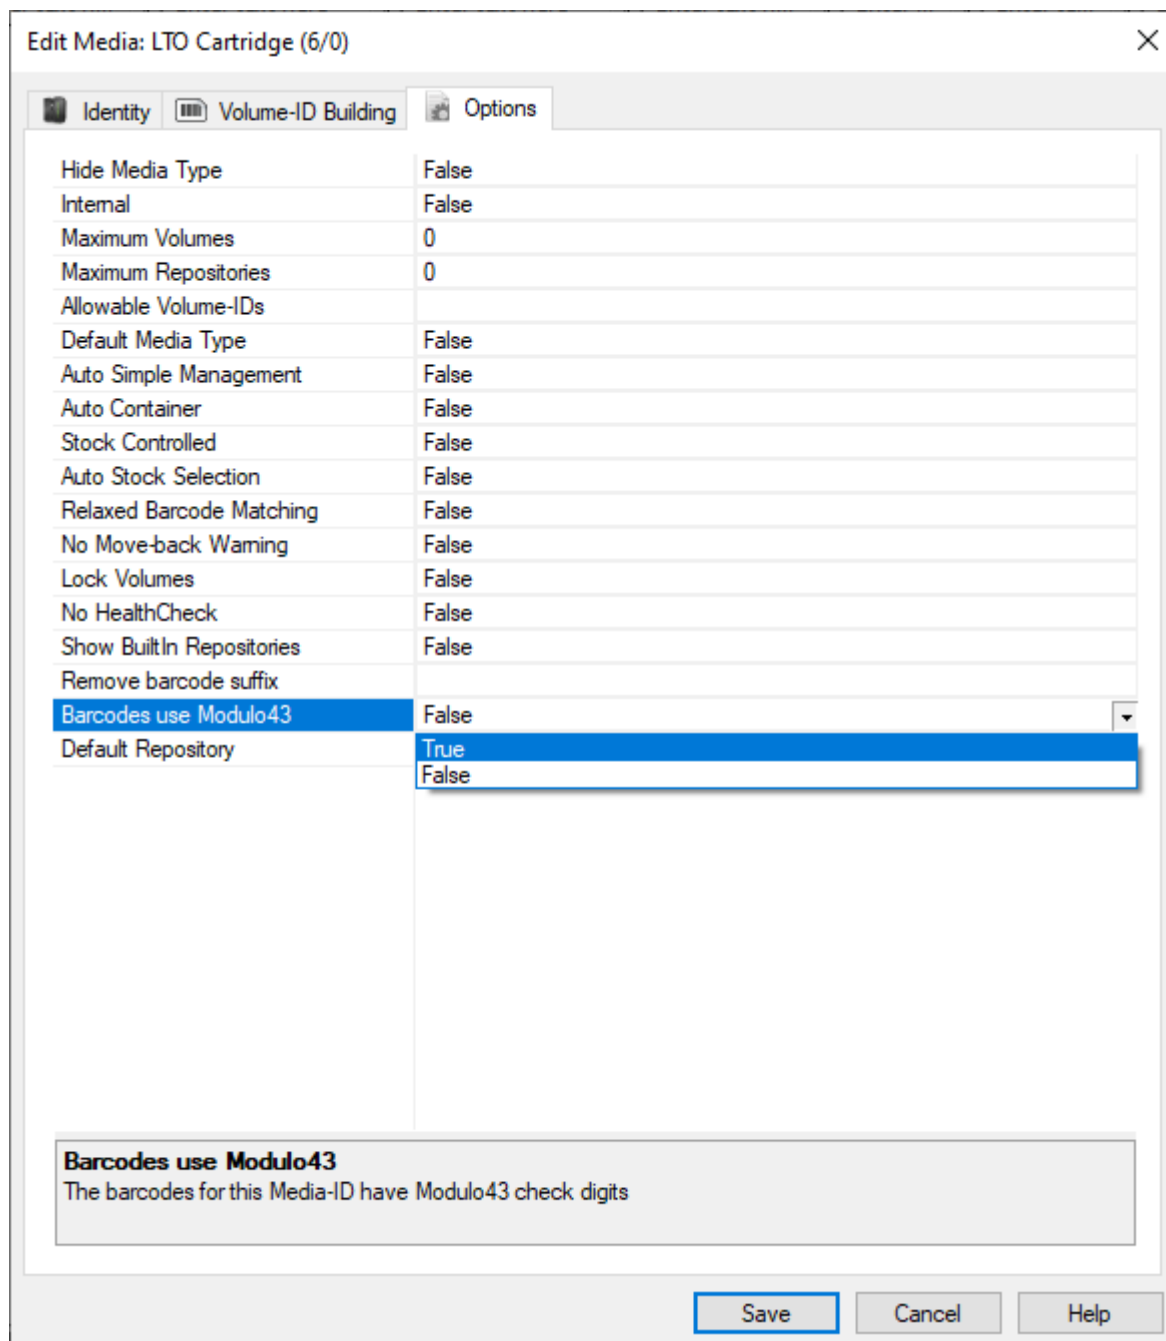 Edit Media: LTO Cartridge (6/0)
Identity Volume-ID Building Options
Hide Media Type False
Internal False
Maximum Volumes 0
Maximum Repositories 0
Allowable Volume-IDs
Default Media Type False
Auto Simple Management False
Auto Container False
Stock Controlled False
Auto Stock Selection False
Relaxed Barcode Matching False
No Move-back Warning False
Lock Volumes False
No HealthCheck False
Show BuiltIn Repositories False
Remove barcode suffix
Barcodes use Modulo43 False
Default Repository True
False
Barcodes use Modulo43
The barcodes for this Media-ID have Modulo43 check digits
Save Cancel Help